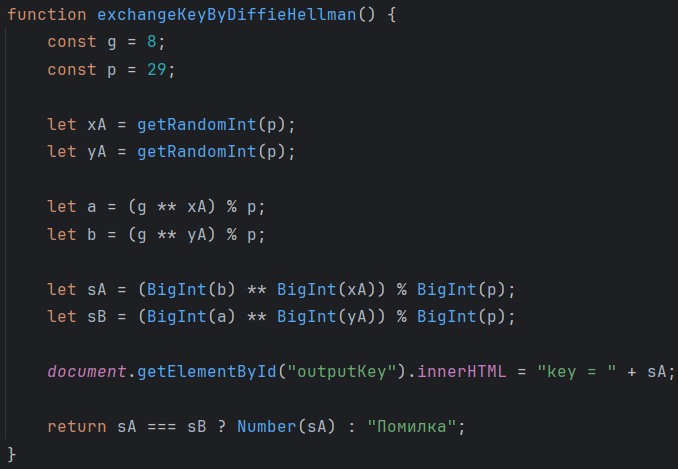 function exchangeKeyByDiffieHellman() {
const g = 8;
const p = 29;
let xA = getRandomInt(p);
let yA = getRandomInt(p);
let a = (g ** xA) % p;
let b = (g ** yA) % p;
let sA = (BigInt(b) ** BigInt(xA)) % BigInt(p);
let sB = (BigInt(a) ** BigInt(yA)) % BigInt(p);
document.getElementById("outputKey").innerHTML = "key = " + sA;
return sA === sB ? Number(sA) : "Помилка";
}